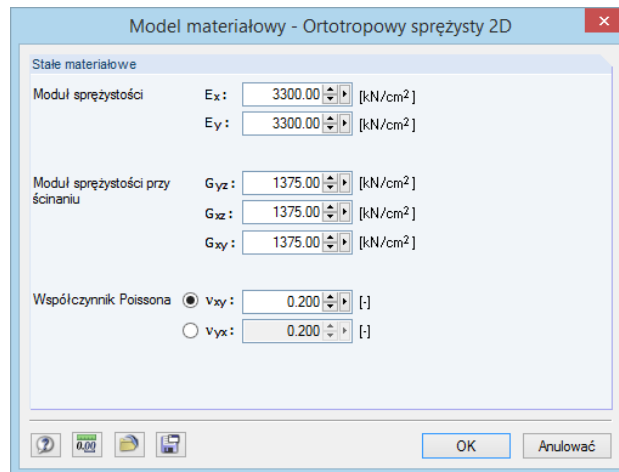 Model materiałowy - Ortotropowy sprężysty 2D
Stałe materiałowe
Moduł sprężystości Ex: 3300.00 [kN/cm²]
Ey: 3300.00 [kN/cm²]
Moduł sprężystości przy ścinaniu Gyz: 1375.00 [kN/cm²]
Gxz: 1375.00 [kN/cm²]
Gxy: 1375.00 [kN/cm²]
Współczynnik Poissona νxy: 0.200 [-]
νyx: 0.200 [-]
0.00
OK Anulować